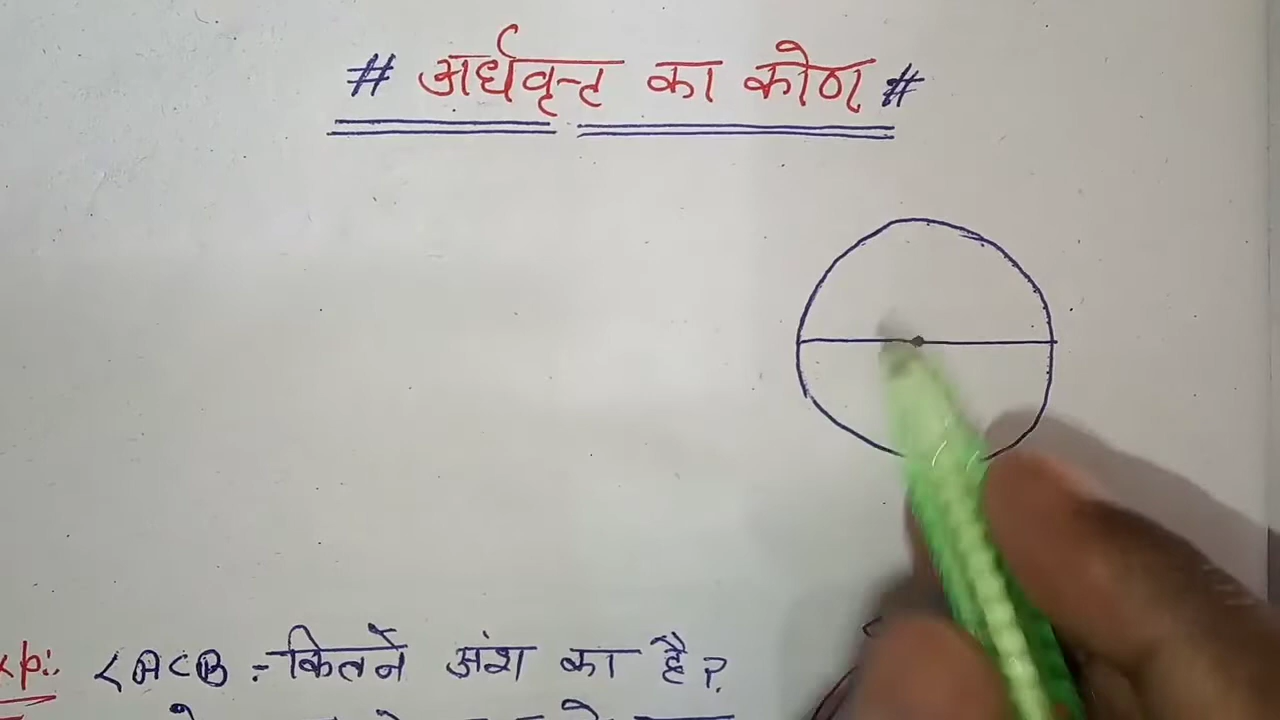 # अर्धवृत्त का कोण #
xp:. <ACB = कितने अंश का है?